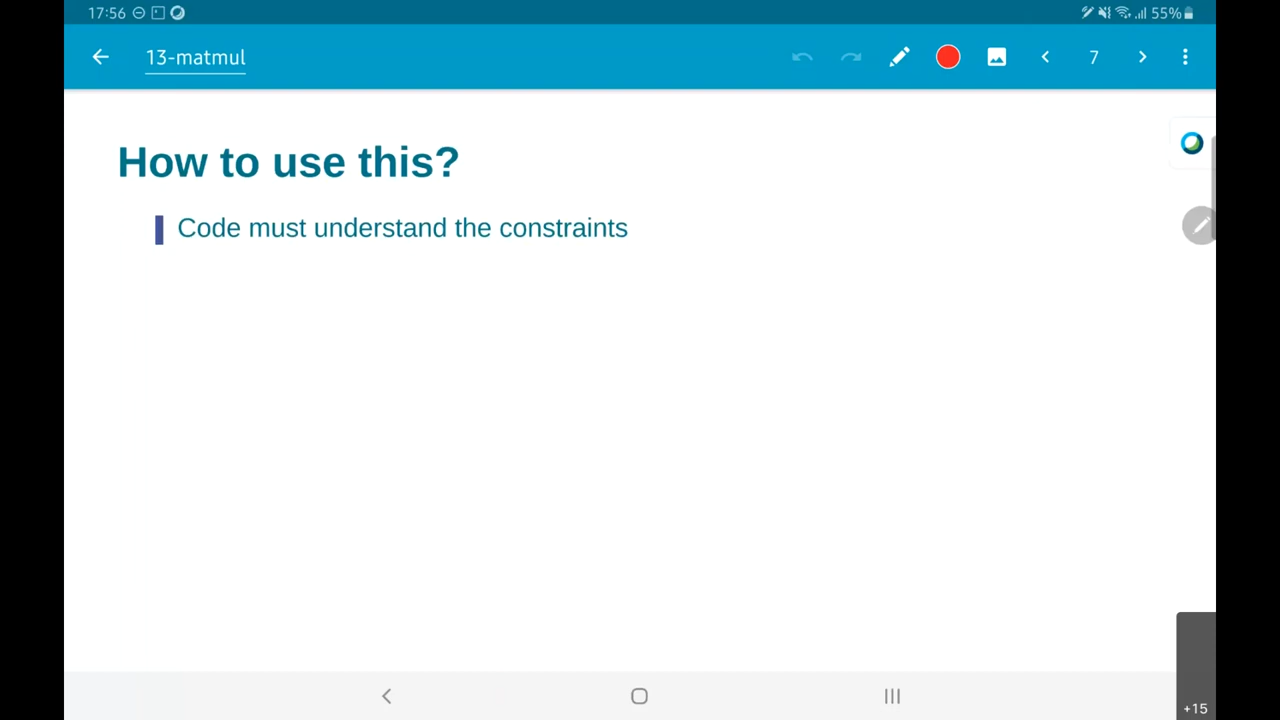 17:56
55%
13-matmul
7
How to use this?
Code must understand the constraints
+15